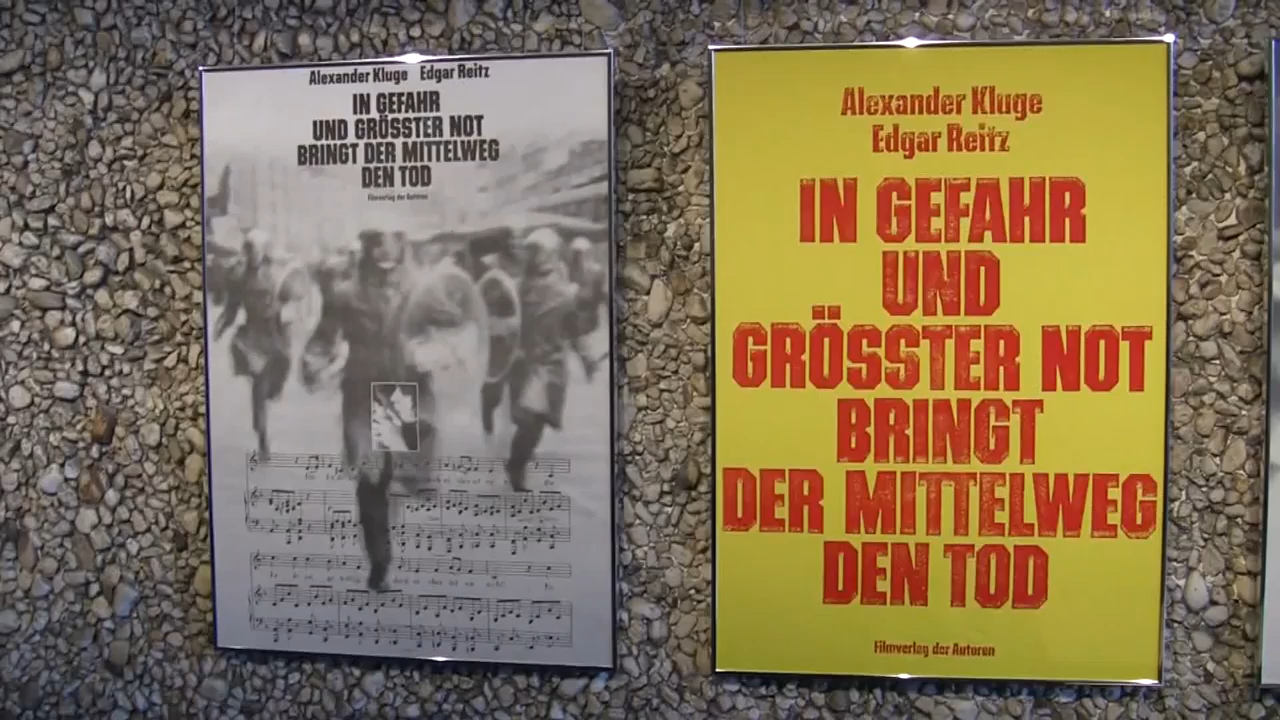 Alexander Kluge Edgar Reitz
IN GEFAHR
UND GRÖSSTER NOT
BRINGT DER MITTELWEG
DEN TOD
Filmverlag der Autoren
Alexander Kluge
Edgar Reitz
IN GEFAHR
UND
GRÖSSTER NOT
BRINGT
DER MITTELWEG
DEN TOD
Filmverlag der Autoren